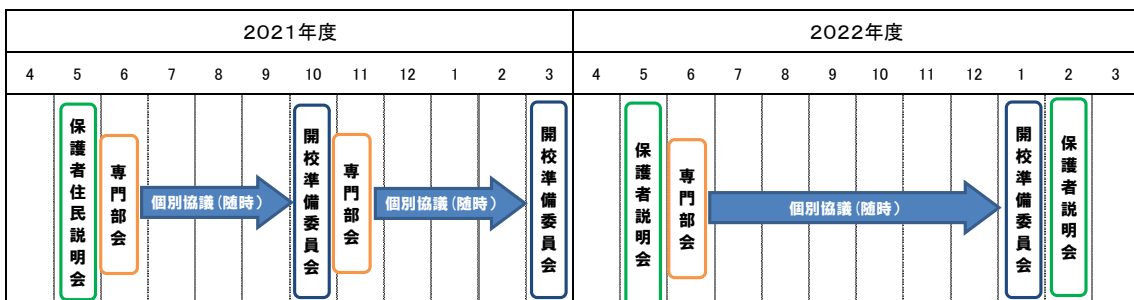 2021年度
2022年度
4 5 6 7 8 9 10 11 12 1 2 3 4 5 6 7 8 9 10 11 12 1 2 3
保護者住民説明会
専門部会
個別協議(随時)
開校準備委員会
専門部会
個別協議(随時)
開校準備委員会
保護者説明会
専門部会
個別協議(随時)
開校準備委員会
保護者説明会